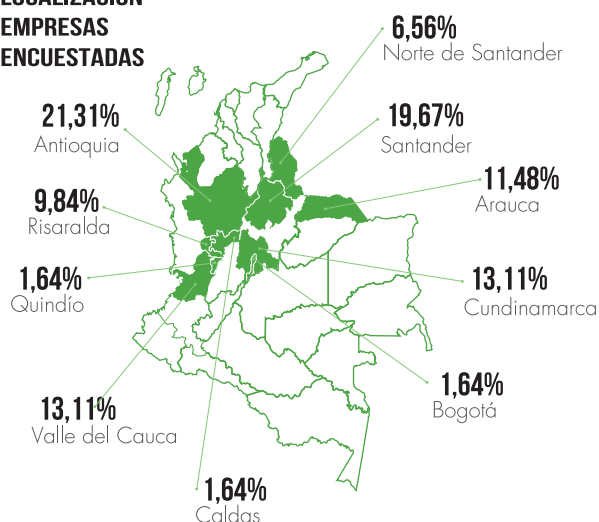 LOCALIZACIÓN
EMPRESAS
ENCUESTADAS
6,56%
Norte de Santander
21,31%
Antioquia
19,67%
Santander
11,48%
Arauca
9,84%
Risaralda
1,64%
Quindío
13,11%
Cundinamarca
1,64%
Bogotá
13,11%
Valle del Cauca
1,64%
Caldas